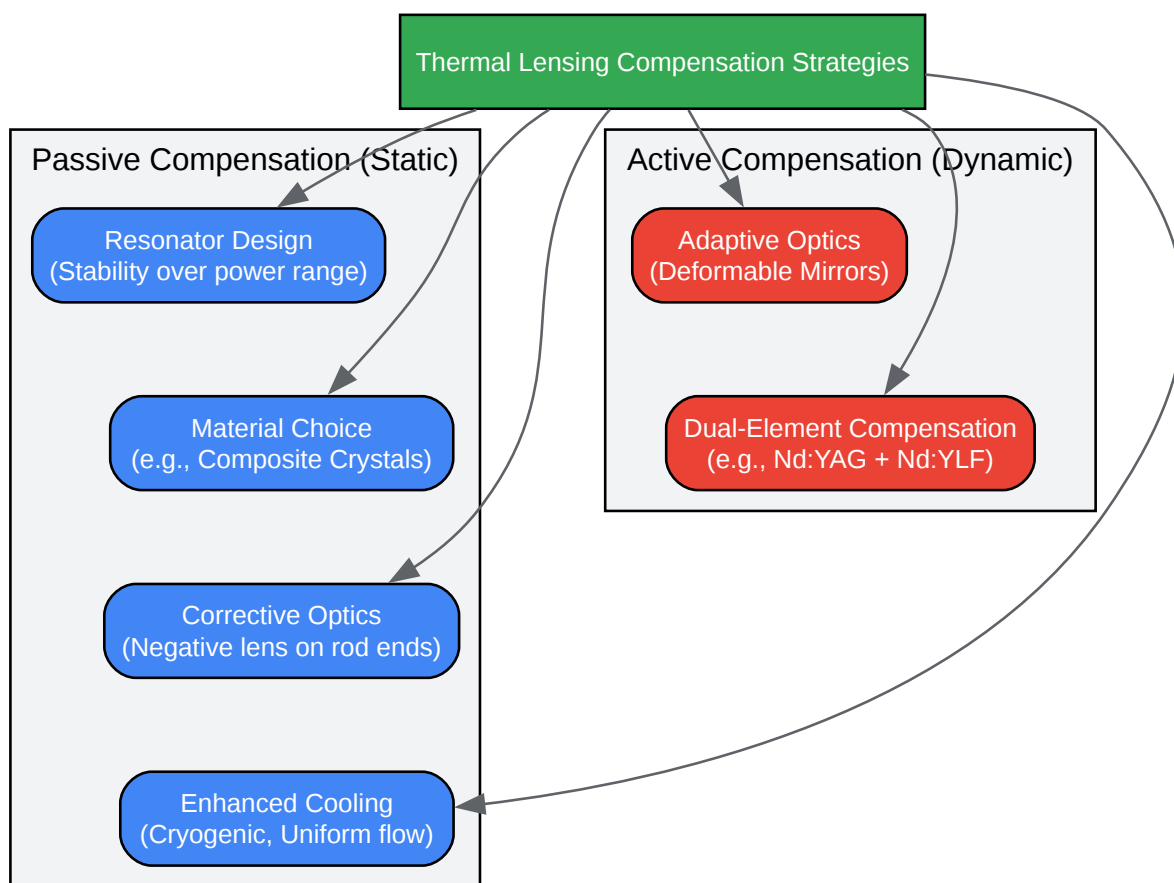 Thermal Lensing Compensation Strategies
Passive Compensation (Static)
Resonator Design
(Stability over power range)
Material Choice
(e.g., Composite Crystals)
Corrective Optics
(Negative lens on rod ends)
Enhanced Cooling
(Cryogenic, Uniform flow)
Active Compensation (Dynamic)
Adaptive Optics
(Deformable Mirrors)
Dual-Element Compensation
(e.g., Nd:YAG + Nd:YLF)